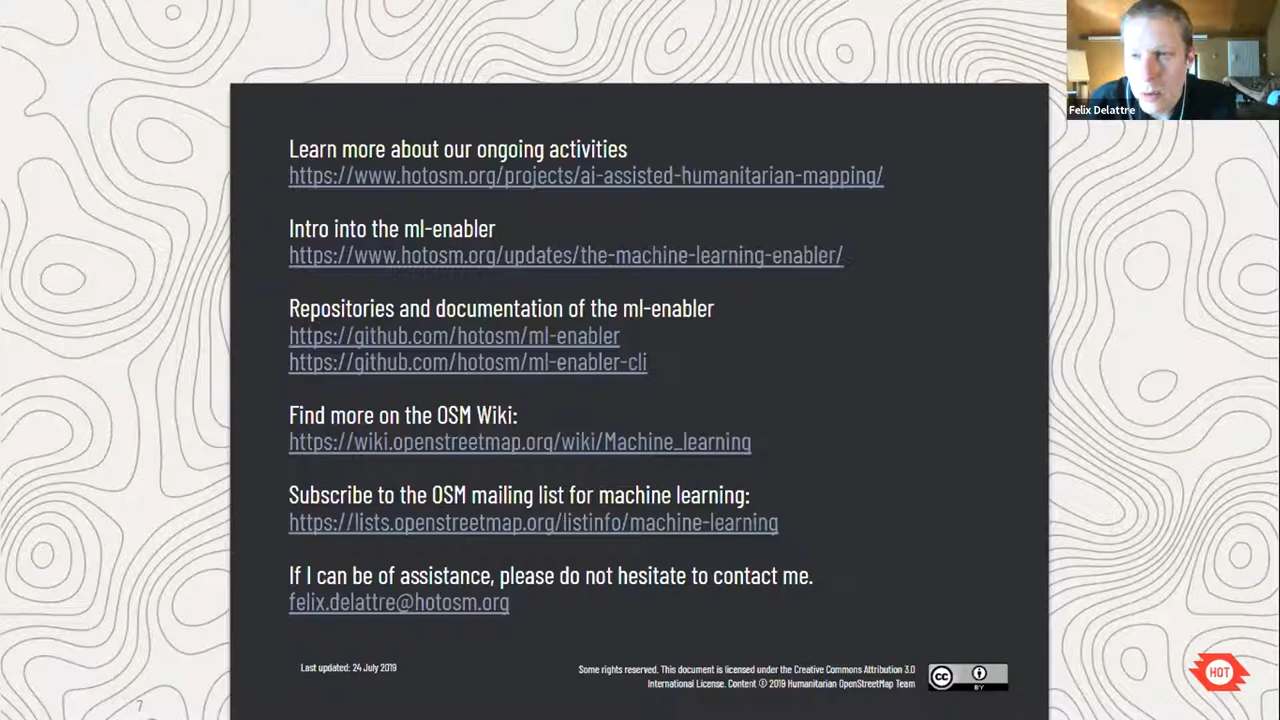 Felix Delattre
Learn more about our ongoing activities
https://www.hotosm.org/projects/ai-assisted-humanitarian-mapping/
Intro into the ml-enabler
https://www.hotosm.org/updates/the-machine-learning-enabler/
Repositories and documentation of the ml-enabler
https://github.com/hotosm/ml-enabler
https://github.com/hotosm/ml-enabler-cli
Find more on the OSM Wiki:
https://wiki.openstreetmap.org/wiki/Machine_learning
Subscribe to the OSM mailing list for machine learning:
https://lists.openstreetmap.org/listinfo/machine-learning
If I can be of assistance, please do not hesitate to contact me.
felix.delattre@hotosm.org
Last updated: 24 July 2019
Some rights reserved. This document is licensed under the Creative Commons Attribution 3.0
International License. Content © 2019 Humanitarian OpenStreetMap Team
cc
BY
HOT
7